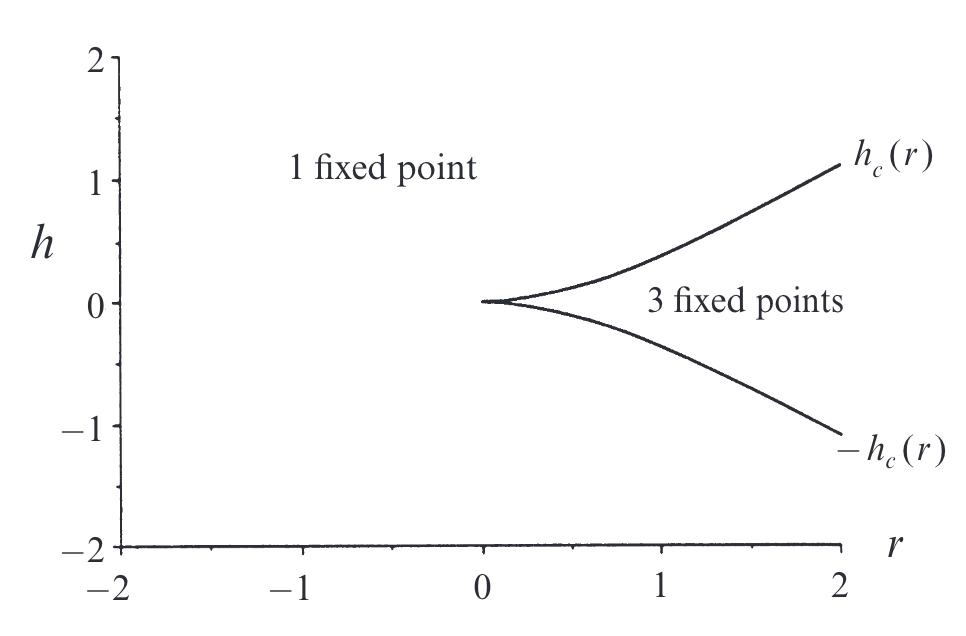 2
1 fixed point
h_c(r)
1
h
0
3 fixed points
−1
−h_c(r)
−2
r
−2
−1
0
1
2